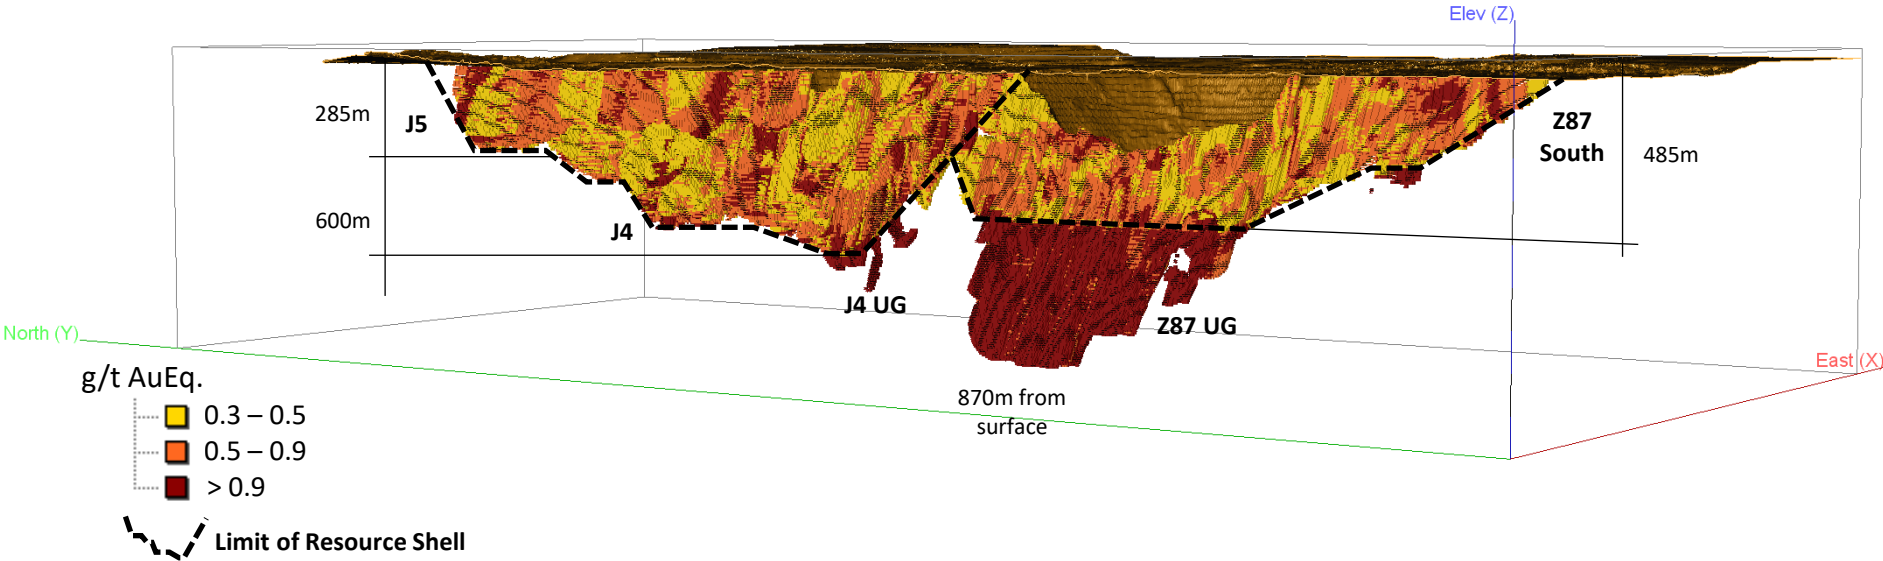 Elev (Z)
285m
J5
Z87
South
485m
600m
J4
J4 UG
Z87 UG
North (Y)
East (X)
870m from
surface
g/t AuEq.
0.3 – 0.5
0.5 – 0.9
> 0.9
Limit of Resource Shell